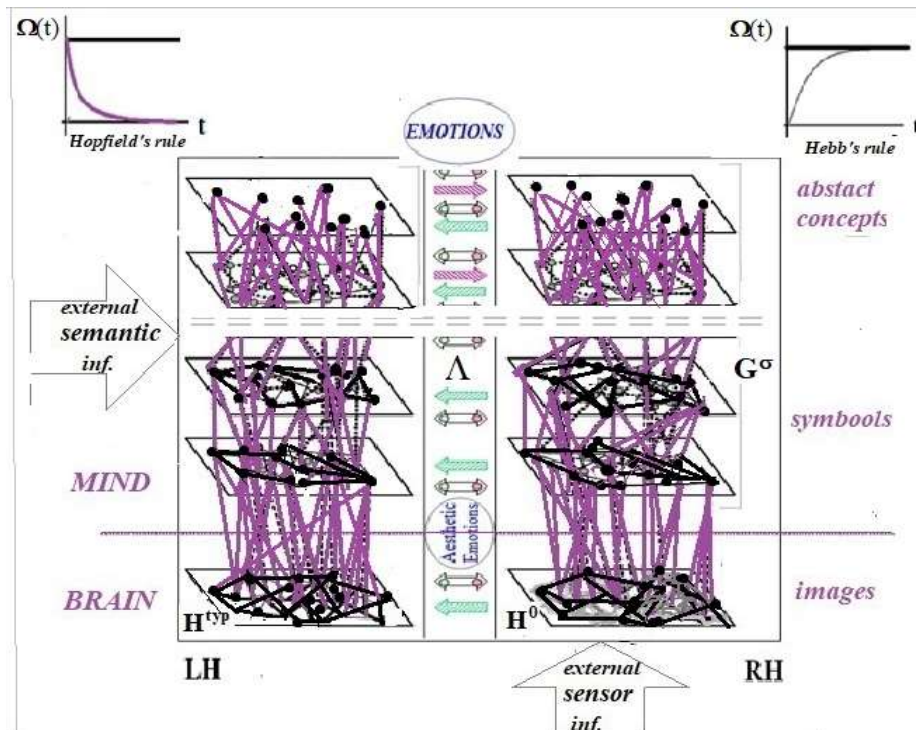 Ω(t)
t
Hopfield's rule
Ω(t)
t
Hebb's rule
EMOTIONS
abstact
concepts
external
semantic
inf.
Λ
G^σ
symbools
MIND
Aesthetic
Emotions
BRAIN
images
H^typ
H^0
LH
RH
external
sensor
inf.